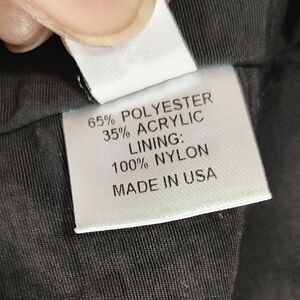 65% POLYESTER
35% ACRYLIC
LINING:
100% NYLON
MADE IN USA